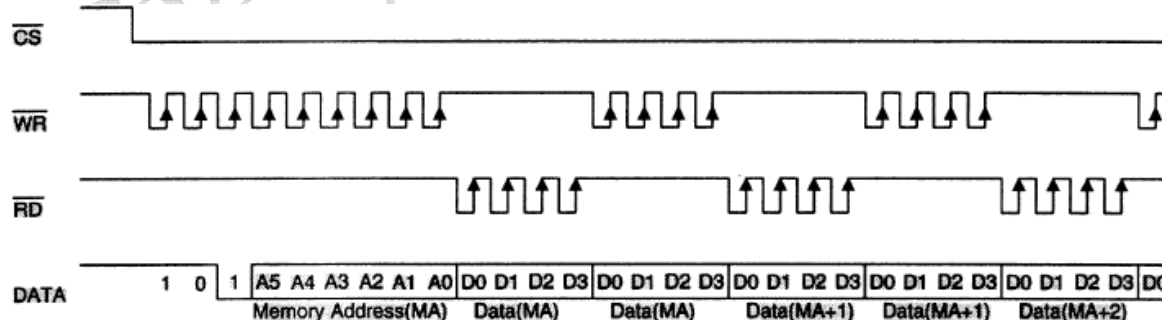 CS
WR
RD
DATA 1 0 1 A5 A4 A3 A2 A1 A0 D0 D1 D2 D3 D0 D1 D2 D3 D0 D1 D2 D3 D0 D1 D2 D3 D0 D1 D2 D3
Memory Address(MA) Data(MA) Data(MA) Data(MA+1) Data(MA+1) Data(MA+2)